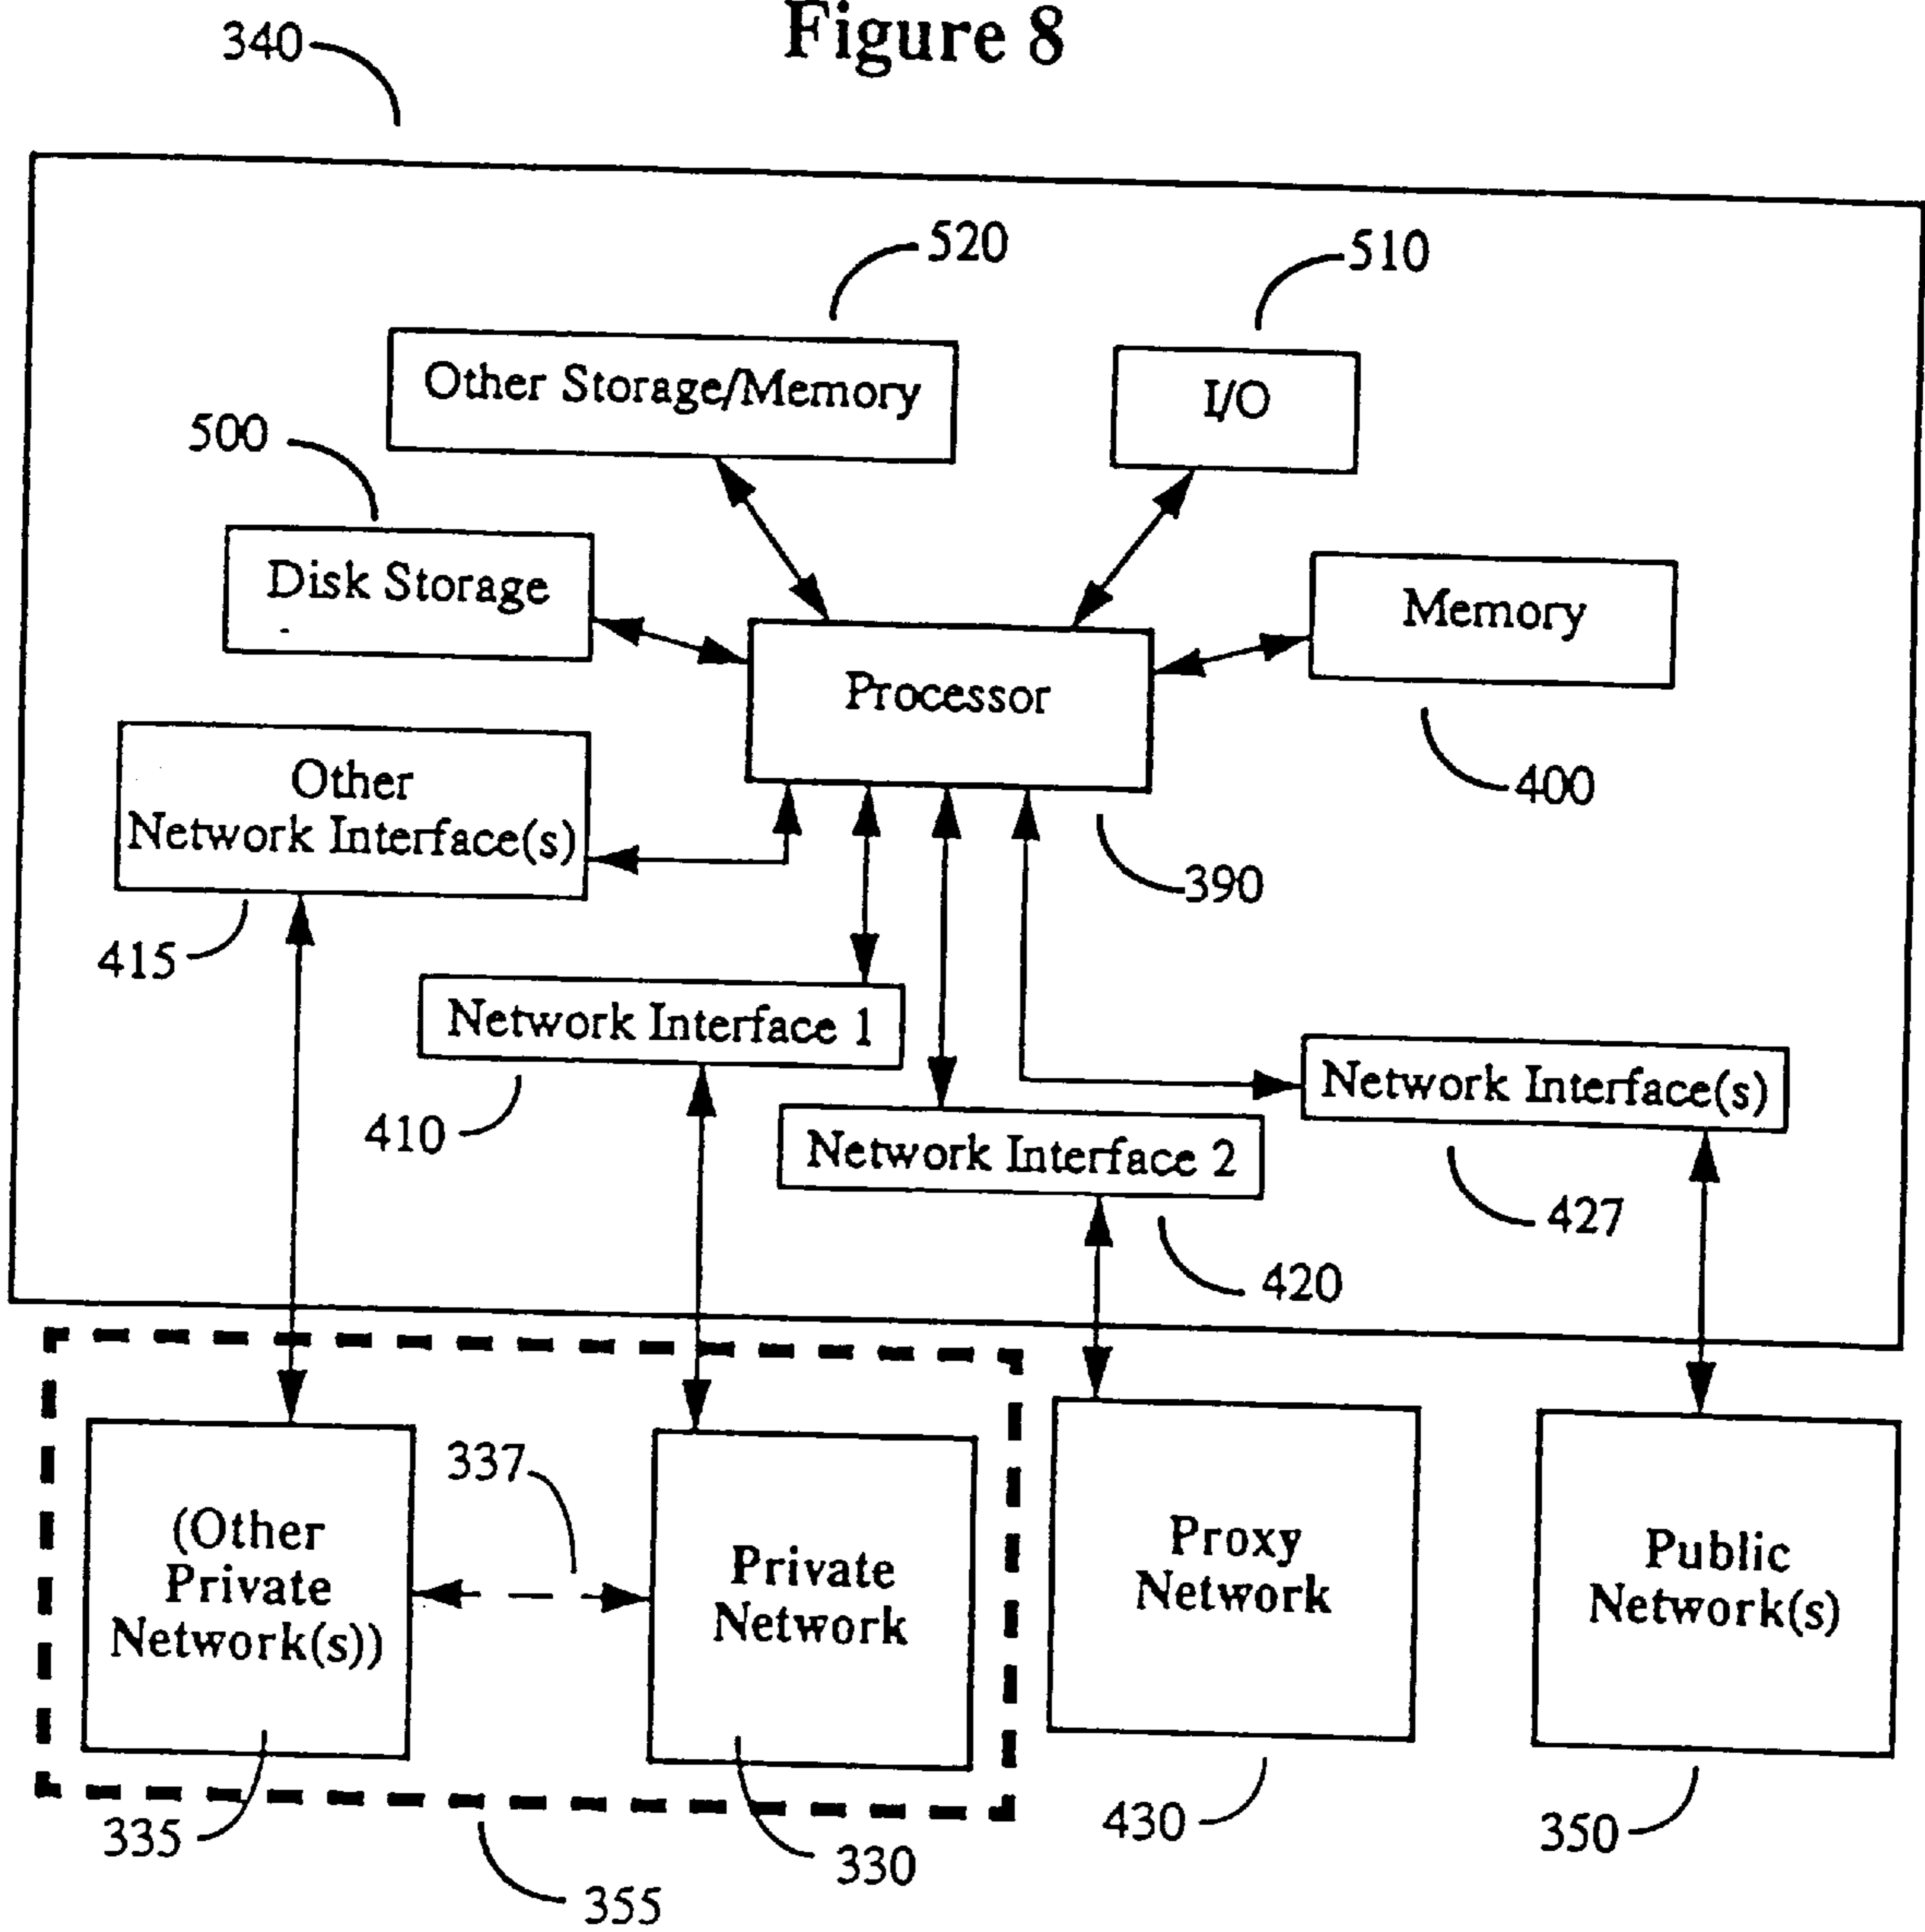 Figure 8
340
520
510
Other Storage/Memory
I/O
500
Disk Storage
Memory
Processor
400
Other
Network Interface(s)
390
415
Network Interface 1
Network Interface(s)
410
Network Interface 2
427
420
337
(Other
Private
Network(s))
Private
Network
Proxy
Network
Public
Network(s)
335
330
430
350
355